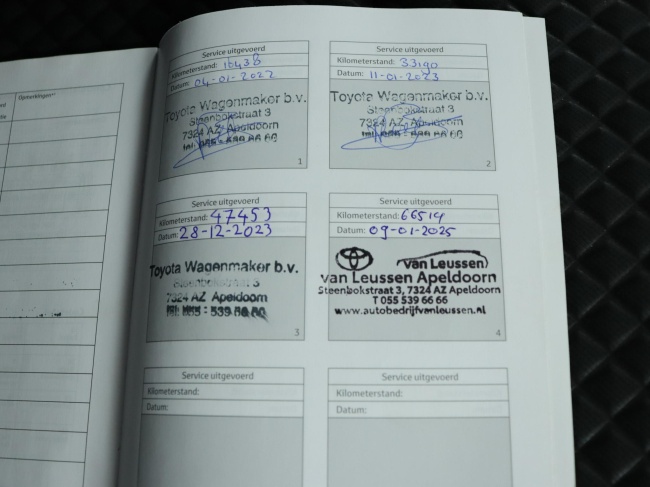 Opmerkingen
Service uitgevoerd
Kilometerstand: 16438
Datum: 04-01-2022
Toyota Wagenmaker b.v.
Steenbokstraat 3
7324 AZ Apeldoorn
1
Service uitgevoerd
Kilometerstand: 33190
Datum: 11-01-2023
Toyota Wagenmaker b.v.
Steenbokstraat 3
7324 AZ Apeldoorn
2
Service uitgevoerd
Kilometerstand: 47453
Datum: 28-12-2023
Toyota Wagenmaker b.v.
Steenbokstraat 3
7324 AZ Apeldoorn
3
Service uitgevoerd
Kilometerstand: 66514
Datum: 09-01-2025
van Leussen
van Leussen Apeldoorn
Steenbokstraat 3, 7324 AZ Apeldoorn
T 055 539 66 66
www.autobedrijfvanleussen.nl
4
Service uitgevoerd
Kilometerstand:
Datum:
Service uitgevoerd
Kilometerstand:
Datum: